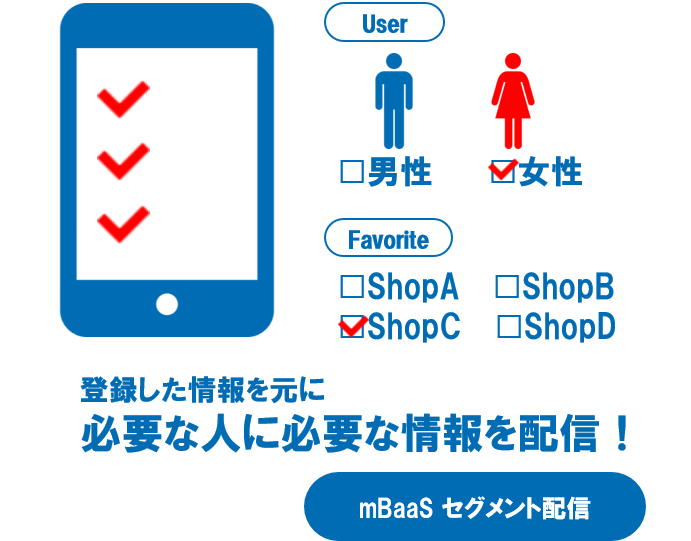 User
□男性 □女性
Favorite
□ShopA □ShopB
□ShopC □ShopD
登録した情報を元に
必要な人に必要な情報を配信！
mBaaS セグメント配信